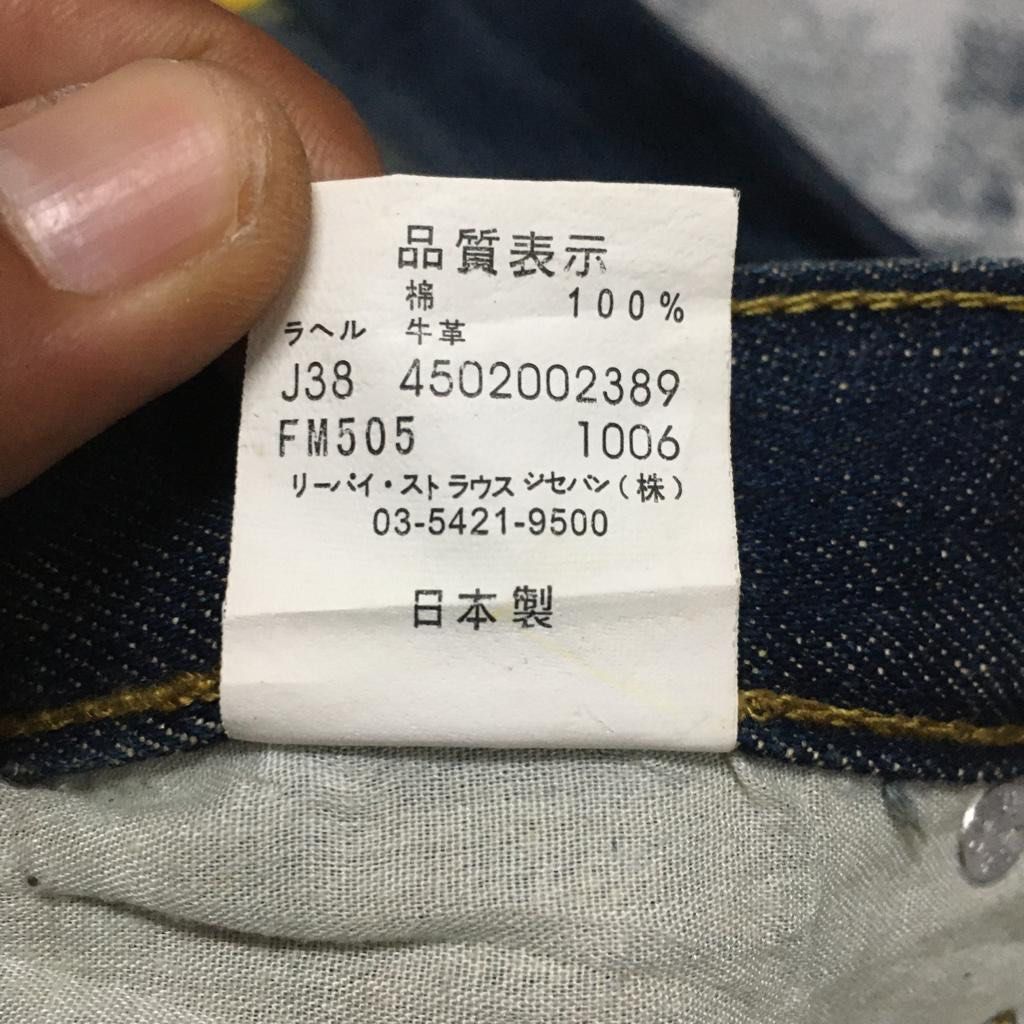 品質表示
棉 100%
ラヘル 牛革
J38 4502002389
FM505 1006
リーバイ・ストラウス ジセバン(株)
03-5421-9500
日本製